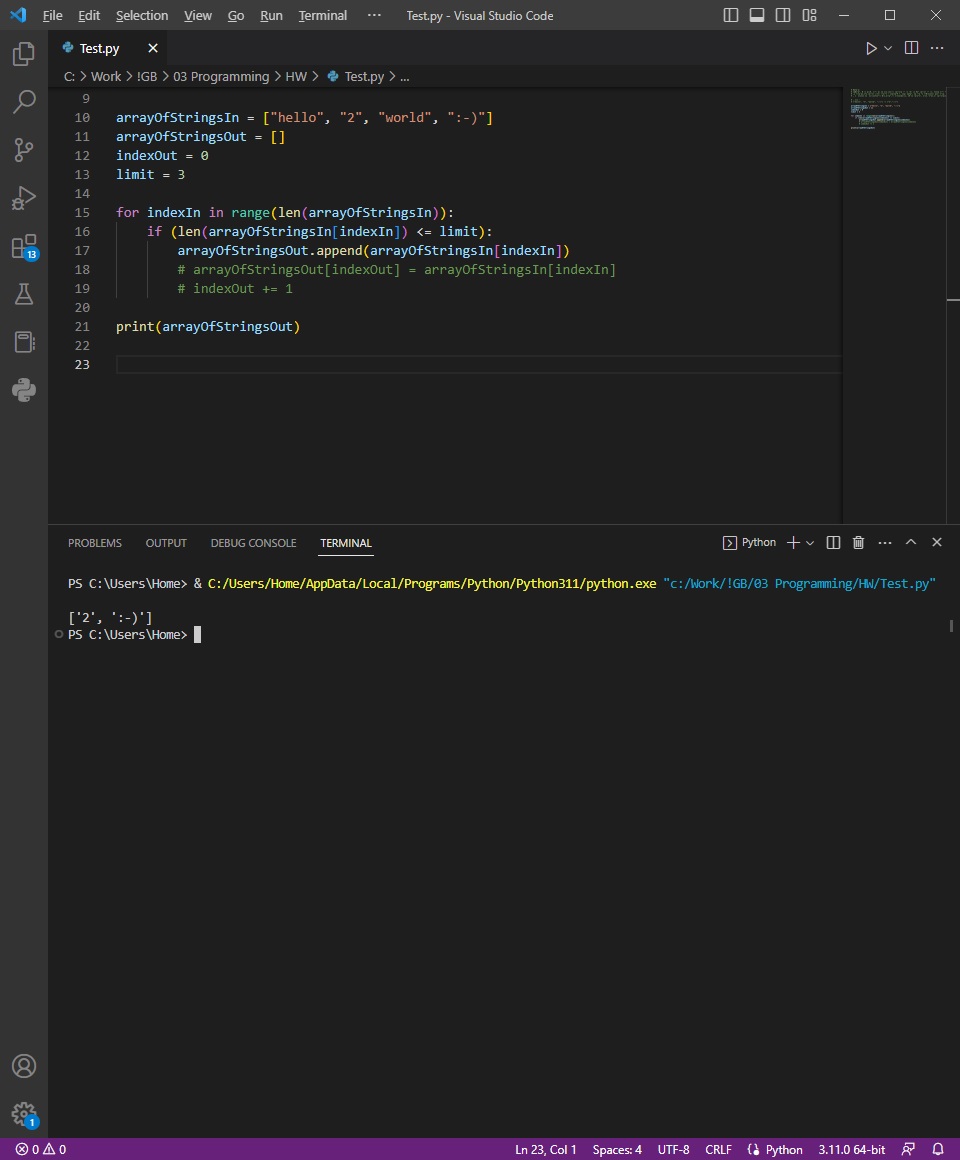 File Edit Selection View Go Run Terminal ··· Test.py - Visual Studio Code
Test.py
C: > Work > !GB > 03 Programming > HW > Test.py > ...
9
10 arrayOfStringsIn = ["hello", "2", "world", ":-)"]
11 arrayOfStringsOut = []
12 indexOut = 0
13 limit = 3
14
15 for indexIn in range(len(arrayOfStringsIn)):
16 if (len(arrayOfStringsIn[indexIn]) <= limit):
17 arrayOfStringsOut.append(arrayOfStringsIn[indexIn])
18 # arrayOfStringsOut[indexOut] = arrayOfStringsIn[indexIn]
19 # indexOut += 1
20
21 print(arrayOfStringsOut)
22
23
13
PROBLEMS OUTPUT DEBUG CONSOLE TERMINAL Python
PS C:\Users\Home> & C:/Users/Home/AppData/Local/Programs/Python/Python311/python.exe "c:/Work/!GB/03 Programming/HW/Test.py"
['2', ':-)']
PS C:\Users\Home>
1
0 0 Ln 23, Col 1 Spaces: 4 UTF-8 CRLF Python 3.11.0 64-bit